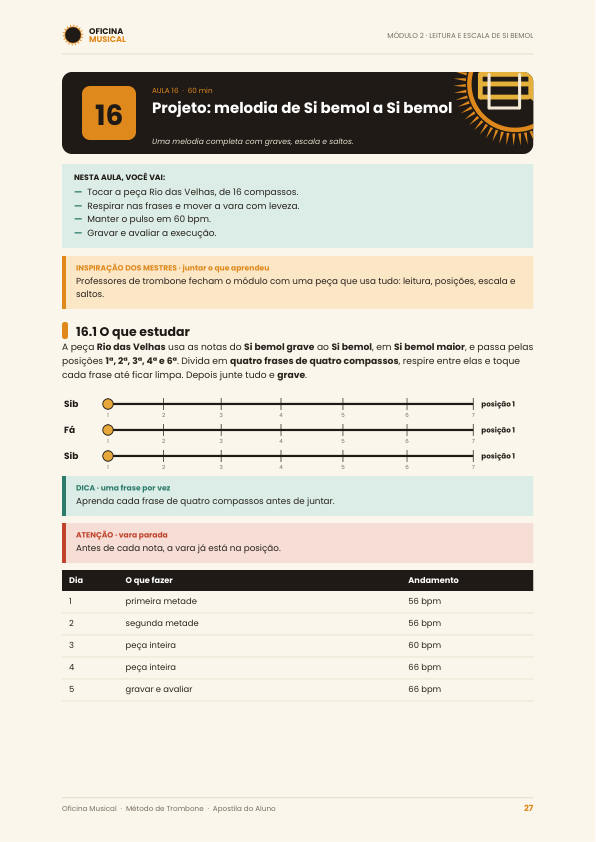 OFICINA
MUSICAL
MÓDULO 2 · LEITURA E ESCALA DE SI BEMOL
16
AULA 16 · 60 min
Projeto: melodia de Si bemol a Si bemol
Uma melodia completa com graves, escala e saltos.
NESTA AULA, VOCÊ VAI:
— Tocar a peça Rio das Velhas, de 16 compassos.
— Respirar nas frases e mover a vara com leveza.
— Manter o pulso em 60 bpm.
— Gravar e avaliar a execução.
INSPIRAÇÃO DOS MESTRES · juntar o que aprendeu
Professores de trombone fecham o módulo com uma peça que usa tudo: leitura, posições, escala e
saltos.
16.1 O que estudar
A peça Rio das Velhas usa as notas do Si bemol grave ao Si bemol, em Si bemol maior, e passa pelas
posições 1ª, 2ª, 3ª, 4ª e 6ª. Divida em quatro frases de quatro compassos, respire entre elas e toque
cada frase até ficar limpa. Depois junte tudo e grave.
Sib posição 1
1 2 3 4 5 6 7
Fá posição 1
1 2 3 4 5 6 7
Sib posição 1
1 2 3 4 5 6 7
DICA · uma frase por vez
Aprenda cada frase de quatro compassos antes de juntar.
ATENÇÃO · vara parada
Antes de cada nota, a vara já está na posição.
Dia O que fazer Andamento
1 primeira metade 56 bpm
2 segunda metade 56 bpm
3 peça inteira 60 bpm
4 peça inteira 66 bpm
5 gravar e avaliar 66 bpm
Oficina Musical · Método de Trombone · Apostila do Aluno
27